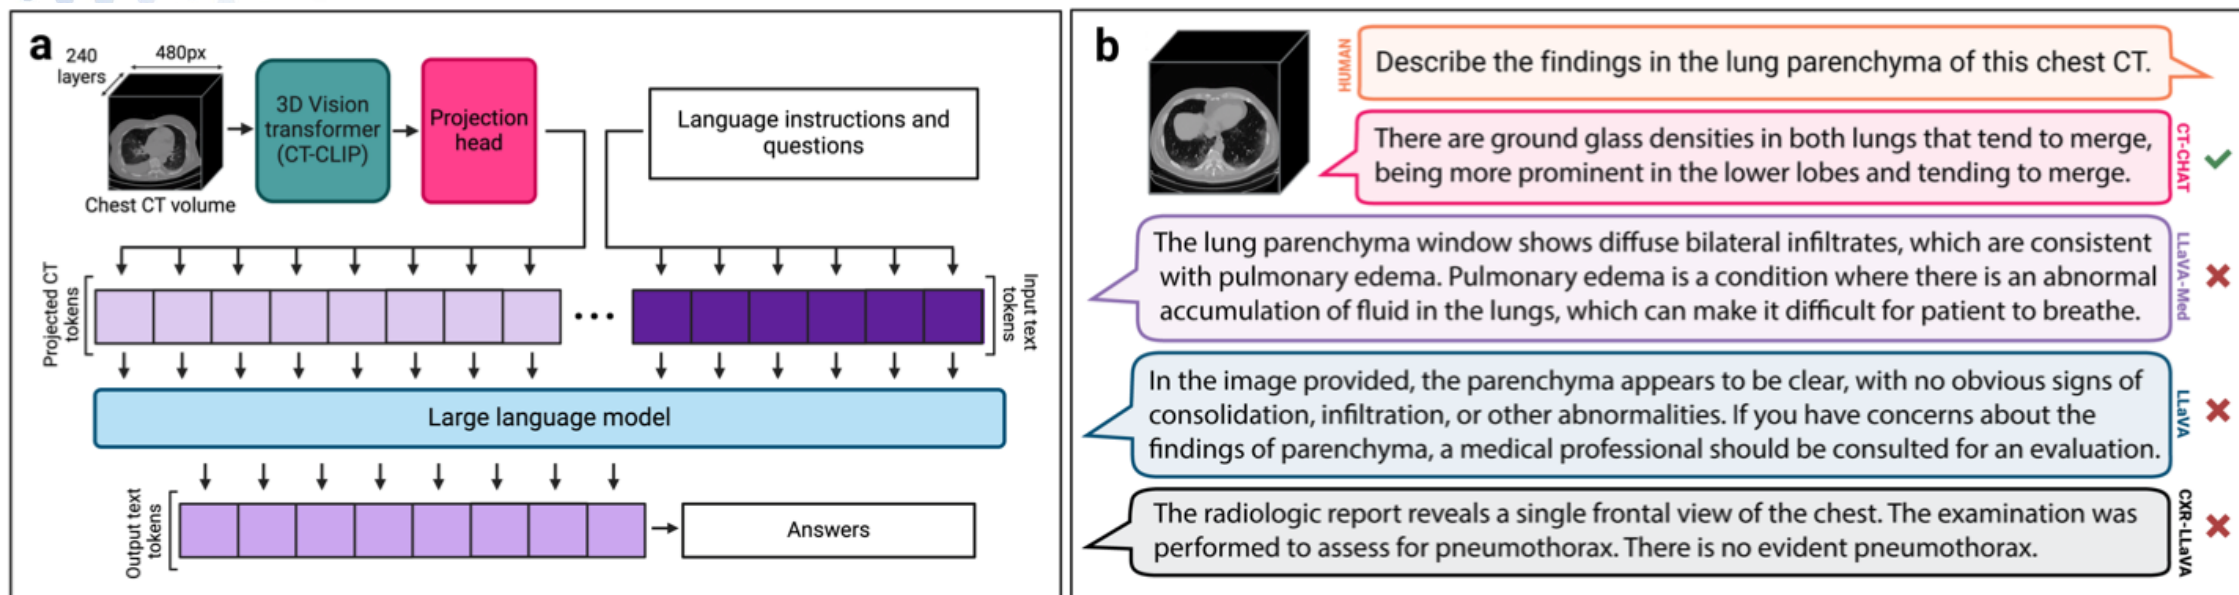 a
240
layers
480px
Chest CT volume
3D Vision
transformer
(CT-CLIP)
Projection
head
Language instructions and
questions
Projected CT
tokens
Input text
tokens
Large language model
Output text
tokens
Answers
b
HUMAN
Describe the findings in the lung parenchyma of this chest CT.
There are ground glass densities in both lungs that tend to merge,
being more prominent in the lower lobes and tending to merge.
CT-CHAT
The lung parenchyma window shows diffuse bilateral infiltrates, which are consistent
with pulmonary edema. Pulmonary edema is a condition where there is an abnormal
accumulation of fluid in the lungs, which can make it difficult for patient to breathe.
LLaVA-Med
In the image provided, the parenchyma appears to be clear, with no obvious signs of
consolidation, infiltration, or other abnormalities. If you have concerns about the
findings of parenchyma, a medical professional should be consulted for an evaluation.
LLaVA
The radiologic report reveals a single frontal view of the chest. The examination was
performed to assess for pneumothorax. There is no evident pneumothorax.
CXR-LLaVA